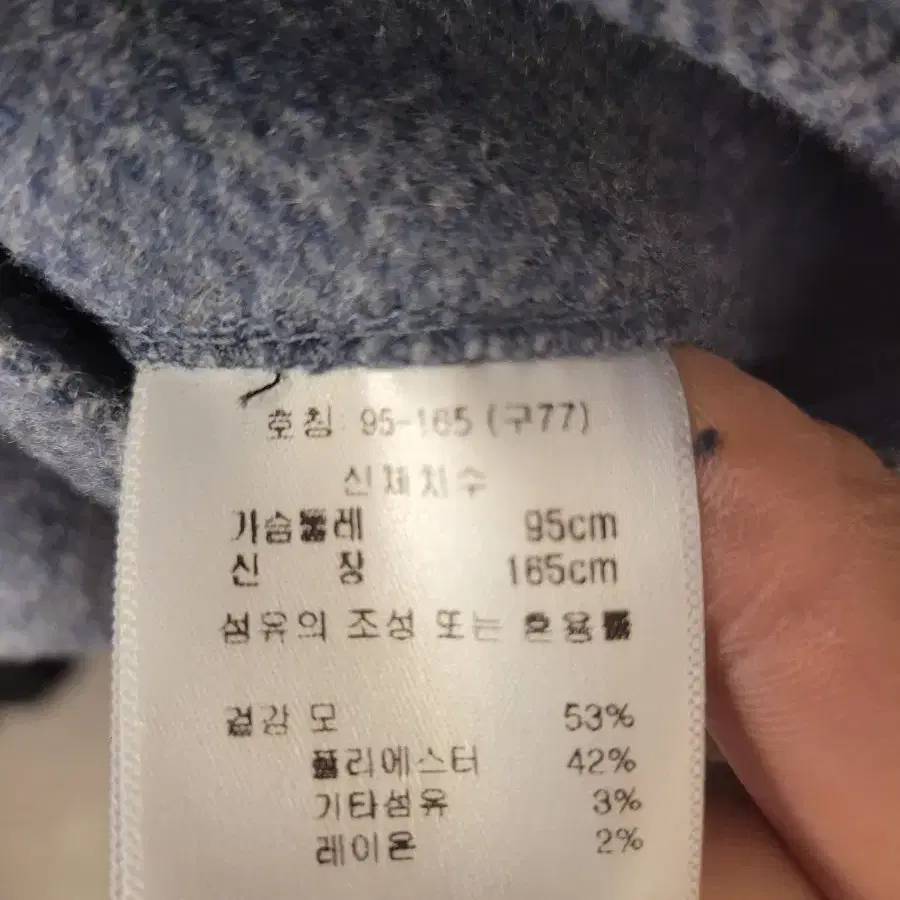 호칭 95-165 (구77)
신체치수
가슴둘레 95cm
신 장 165cm
섬유의 조성 또는 혼용률
겉감 모 53%
폴리에스터 42%
기타섬유 3%
레이온 2%